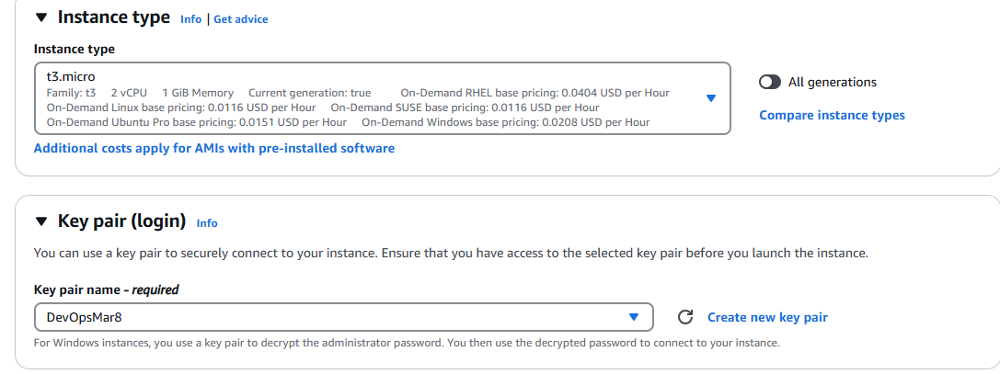 Instance type Info | Get advice
Instance type
t3.micro
Family: t3 2 vCPU 1 GiB Memory Current generation: true On-Demand RHEL base pricing: 0.0404 USD per Hour
On-Demand Linux base pricing: 0.0116 USD per Hour On-Demand SUSE base pricing: 0.0116 USD per Hour
On-Demand Ubuntu Pro base pricing: 0.0151 USD per Hour On-Demand Windows base pricing: 0.0208 USD per Hour
All generations
Compare instance types
Additional costs apply for AMIs with pre-installed software
Key pair (login) Info
You can use a key pair to securely connect to your instance. Ensure that you have access to the selected key pair before you launch the instance.
Key pair name - required
DevOpsMar8
Create new key pair
For Windows instances, you use a key pair to decrypt the administrator password. You then use the decrypted password to connect to your instance.